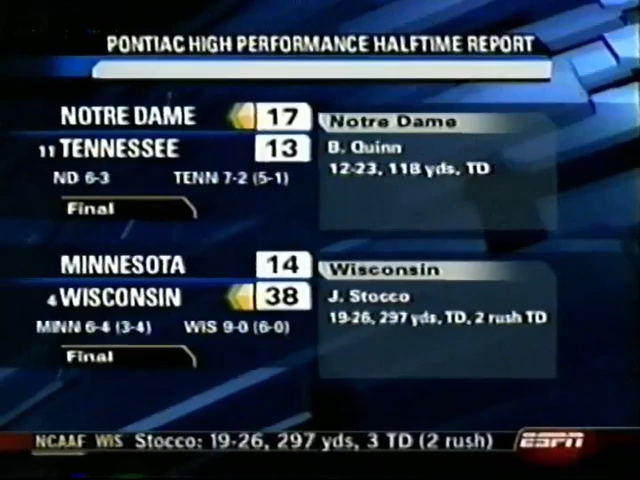 PONTIAC HIGH PERFORMANCE HALFTIME REPORT
NOTRE DAME 17
11 TENNESSEE 13
ND 6-3 TENN 7-2 (5-1)
Final
Notre Dame
B. Quinn
12-23, 118 yds, TD
MINNESOTA 14
4 WISCONSIN 38
MINN 6-4 (3-4) WIS 9-0 (6-0)
Final
Wisconsin
J. Stocco
19-26, 297 yds, TD, 2 rush TD
NCAAF WIS Stocco: 19-26, 297 yds, 3 TD (2 rush) ESPN